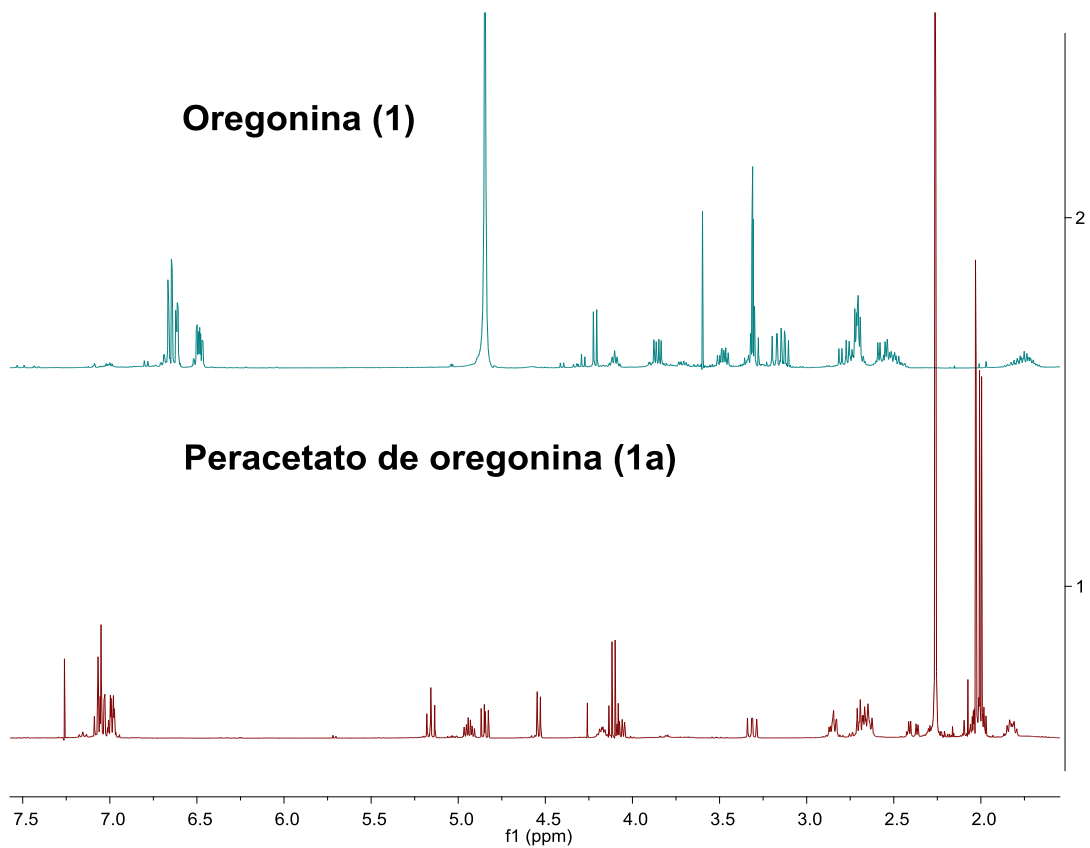 Oregonina (1)
2
Peracetato de oregonina (1a)
1
7.5 7.0 6.5 6.0 5.5 5.0 4.5 4.0 3.5 3.0 2.5 2.0
f1 (ppm)